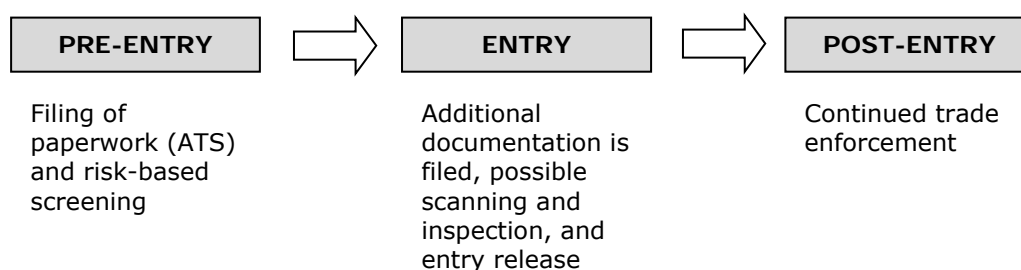 PRE-ENTRY
ENTRY
POST-ENTRY
Filing of
paperwork (ATS)
and risk-based
screening
Additional
documentation is
filed, possible
scanning and
inspection, and
entry release
Continued trade
enforcement